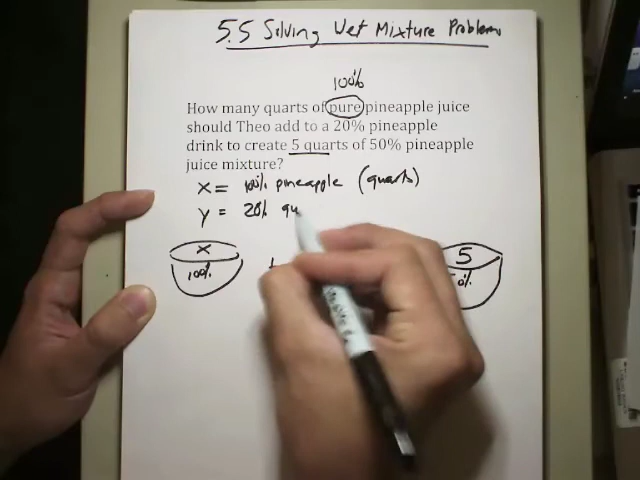 5.5 Solving Wet Mixture Problems
100%
How many quarts of pure pineapple juice
should Theo add to a 20% pineapple
drink to create 5 quarts of 50% pineapple
juice mixture?
x = 100% pineapple (quarts)
y = 20% qu
x
100%
+
5
50%